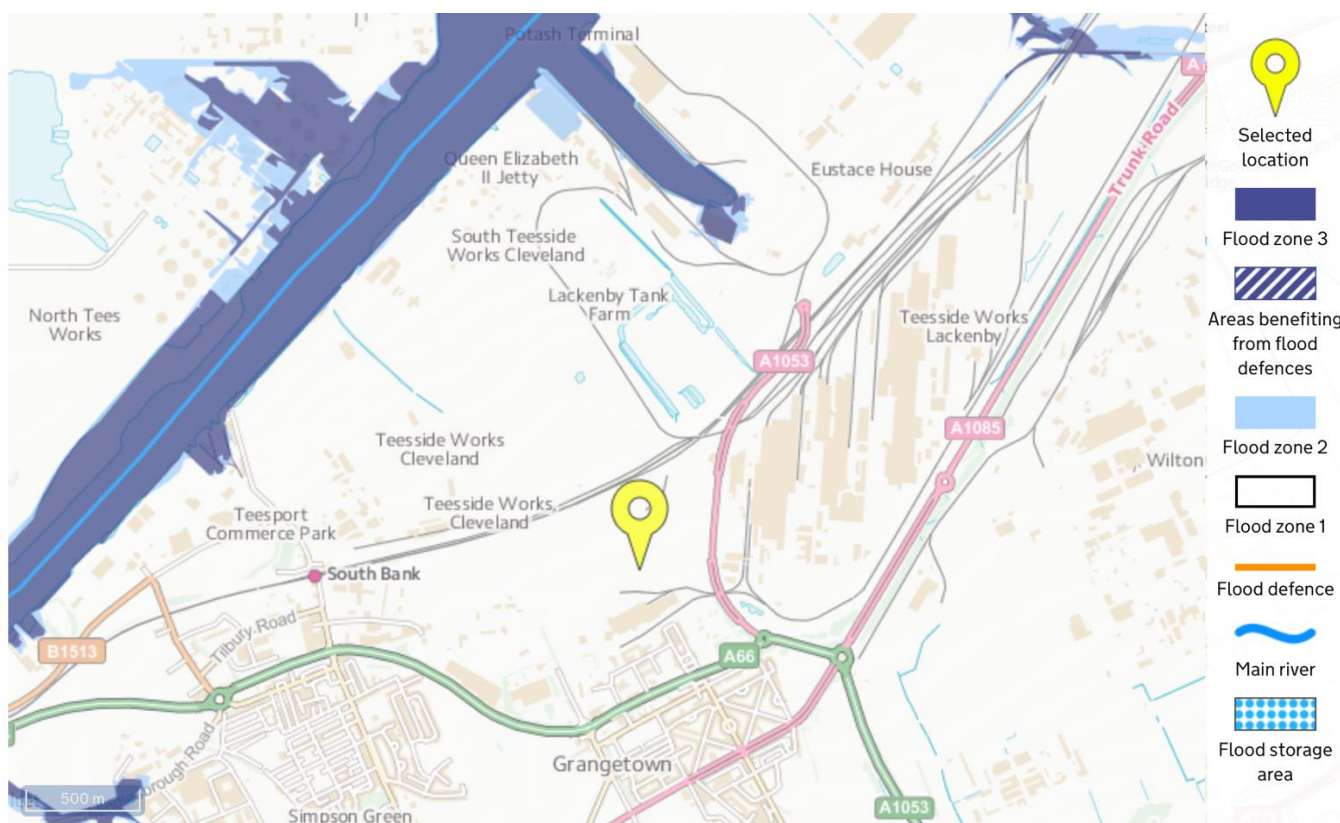 Potash Terminal
Queen Elizabeth
II Jetty
Eustace House
Trunk Road
South Teesside
Works Cleveland
Lackenby Tank
Farm
North Tees
Works
Teesside Works
Lackenby
A1053
A1085
Teesside Works
Cleveland
Wilton
Teesside Works,
Cleveland
Teesport
Commerce Park
South Bank
Tilbury Road
B1513
A66
Grangetown
500 m
Simpson Green
A1053
Selected
location
Flood zone 3
Areas benefiting
from flood
defences
Flood zone 2
Flood zone 1
Flood defence
Main river
Flood storage
area